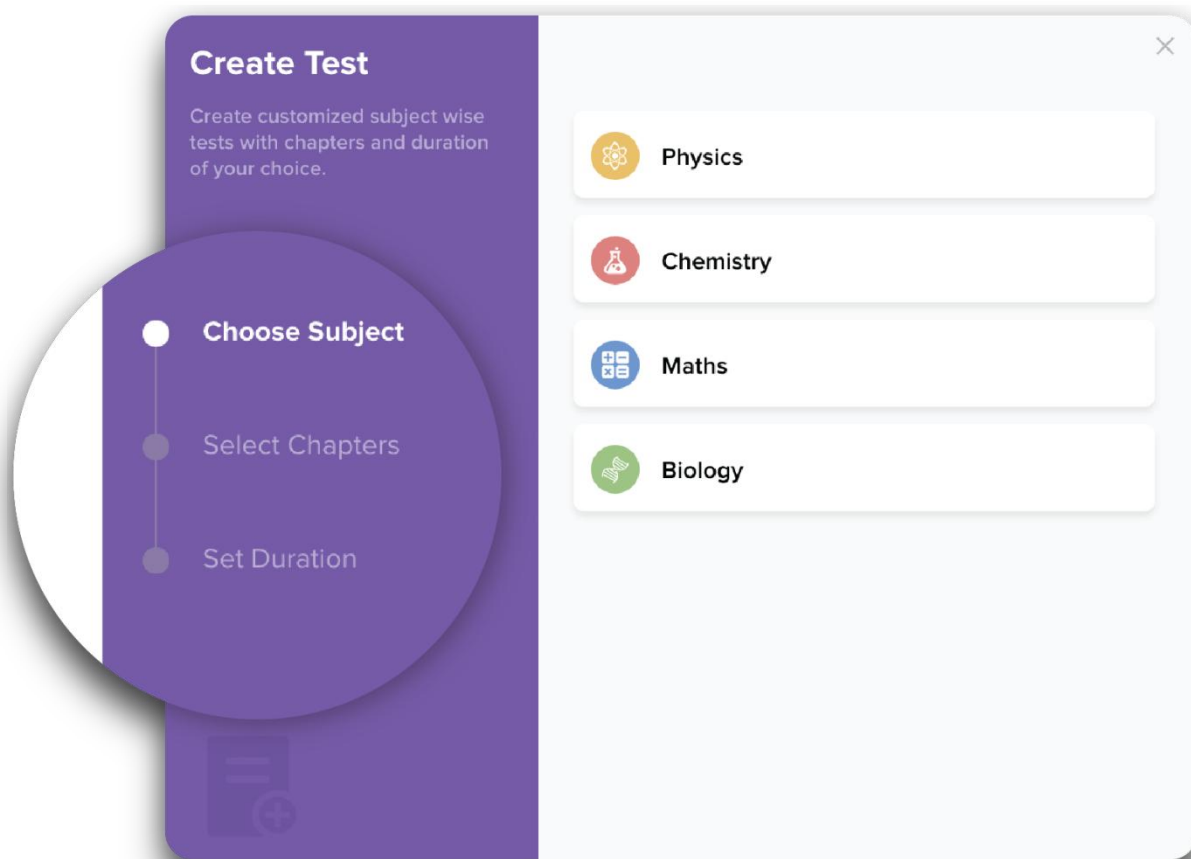 Create Test
Create customized subject wise
tests with chapters and duration
of your choice.
Choose Subject
Select Chapters
Set Duration
Physics
Chemistry
Maths
Biology